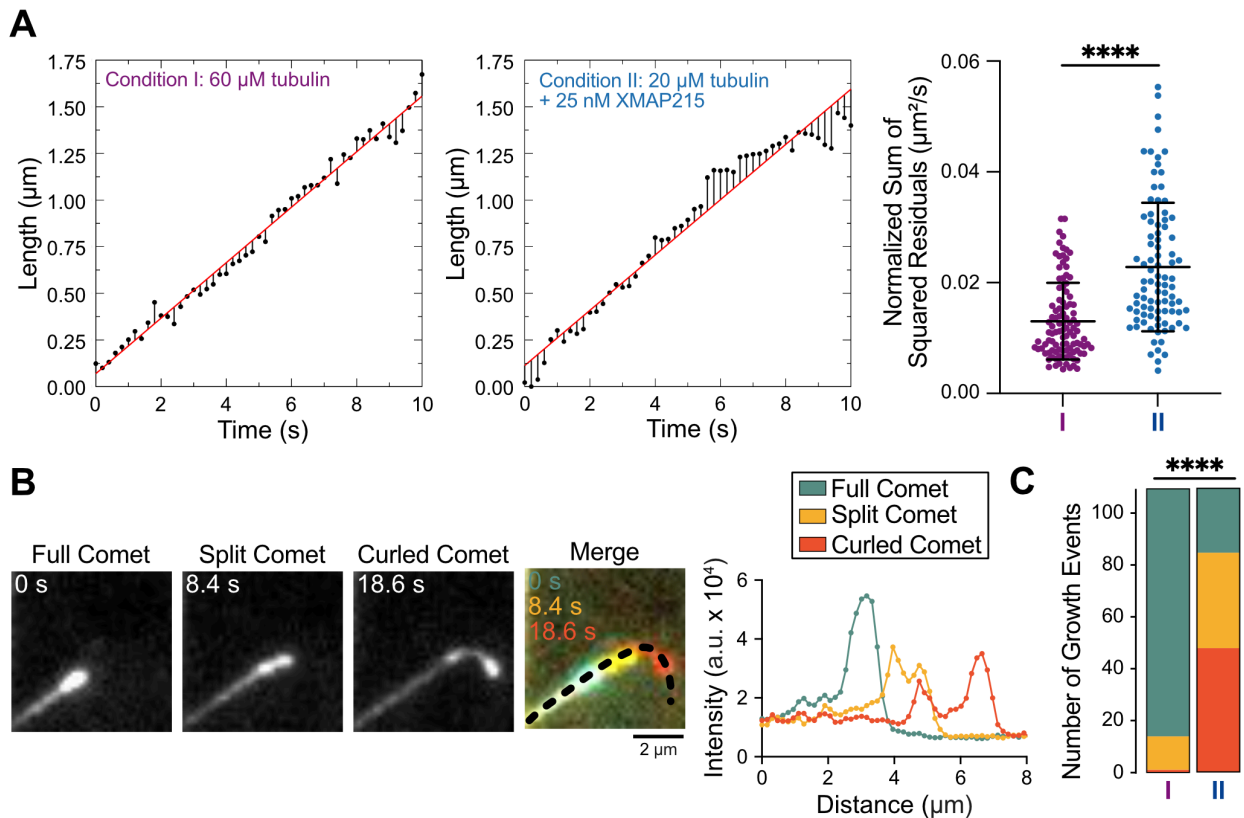 A
Condition I: 60 µM tubulin
Length (µm)
1.75
1.50
1.25
1.00
0.75
0.50
0.25
0.00
0 2 4 6 8 10
Time (s)
Condition II: 20 µM tubulin
+ 25 nM XMAP215
Length (µm)
1.75
1.50
1.25
1.00
0.75
0.50
0.25
0.00
0 2 4 6 8 10
Time (s)
****
Normalized Sum of
Squared Residuals (µm²/s)
0.06
0.04
0.02
0.00
I II
B
Full Comet
0 s
Split Comet
8.4 s
Curled Comet
18.6 s
Merge
0 s
8.4 s
18.6 s
2 µm
Full Comet
Split Comet
Curled Comet
Intensity (a.u. x 10⁴)
6
4
2
0
0 2 4 6 8
Distance (µm)
C
****
Number of Growth Events
100
80
60
40
20
0
I II